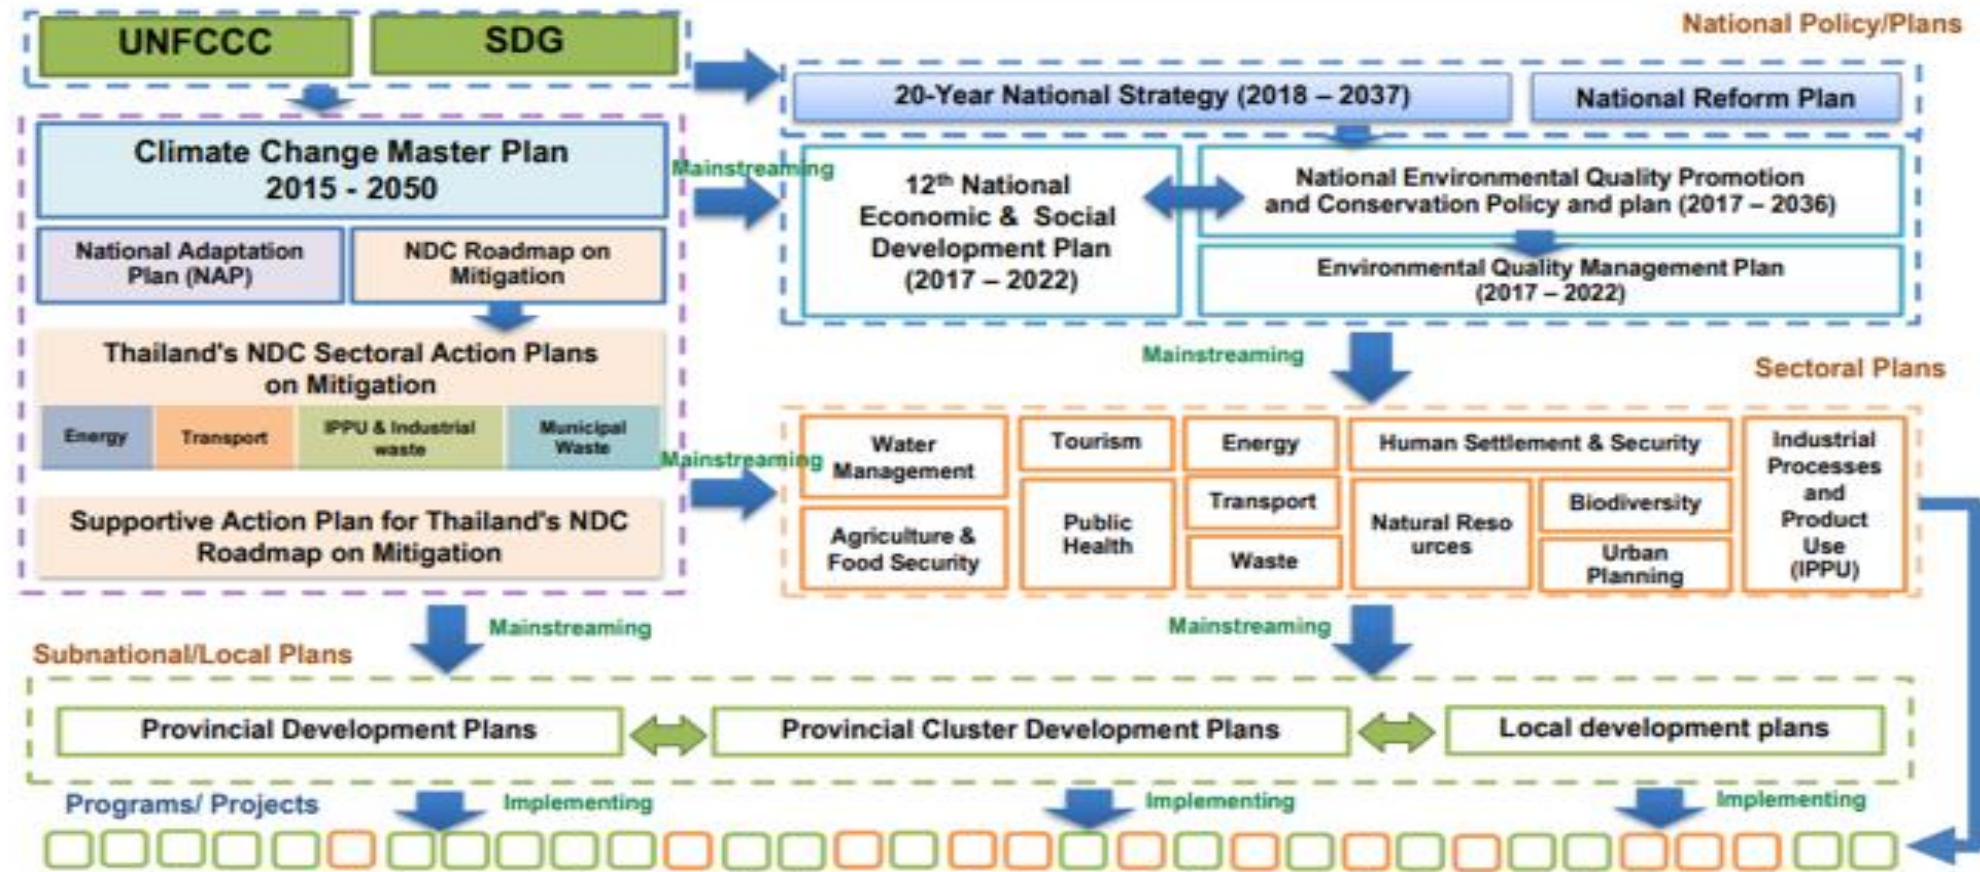 UNFCCC
SDG
National Policy/Plans
20-Year National Strategy (2018 – 2037)
National Reform Plan
Climate Change Master Plan
2015 - 2050
Mainstreaming
12th National
Economic & Social
Development Plan
(2017 – 2022)
National Environmental Quality Promotion
and Conservation Policy and plan (2017 – 2036)
Environmental Quality Management Plan
(2017 – 2022)
National Adaptation
Plan (NAP)
NDC Roadmap on
Mitigation
Thailand's NDC Sectoral Action Plans
on Mitigation
Energy
Transport
IPPU & Industrial
waste
Municipal
Waste
Supportive Action Plan for Thailand's NDC
Roadmap on Mitigation
Mainstreaming
Mainstreaming
Sectoral Plans
Water
Management
Agriculture &
Food Security
Tourism
Public
Health
Energy
Transport
Waste
Human Settlement & Security
Natural Reso
urces
Biodiversity
Urban
Planning
Industrial
Processes
and
Product
Use
(IPPU)
Mainstreaming
Mainstreaming
Subnational/Local Plans
Provincial Development Plans
Provincial Cluster Development Plans
Local development plans
Programs/ Projects
Implementing
Implementing
Implementing